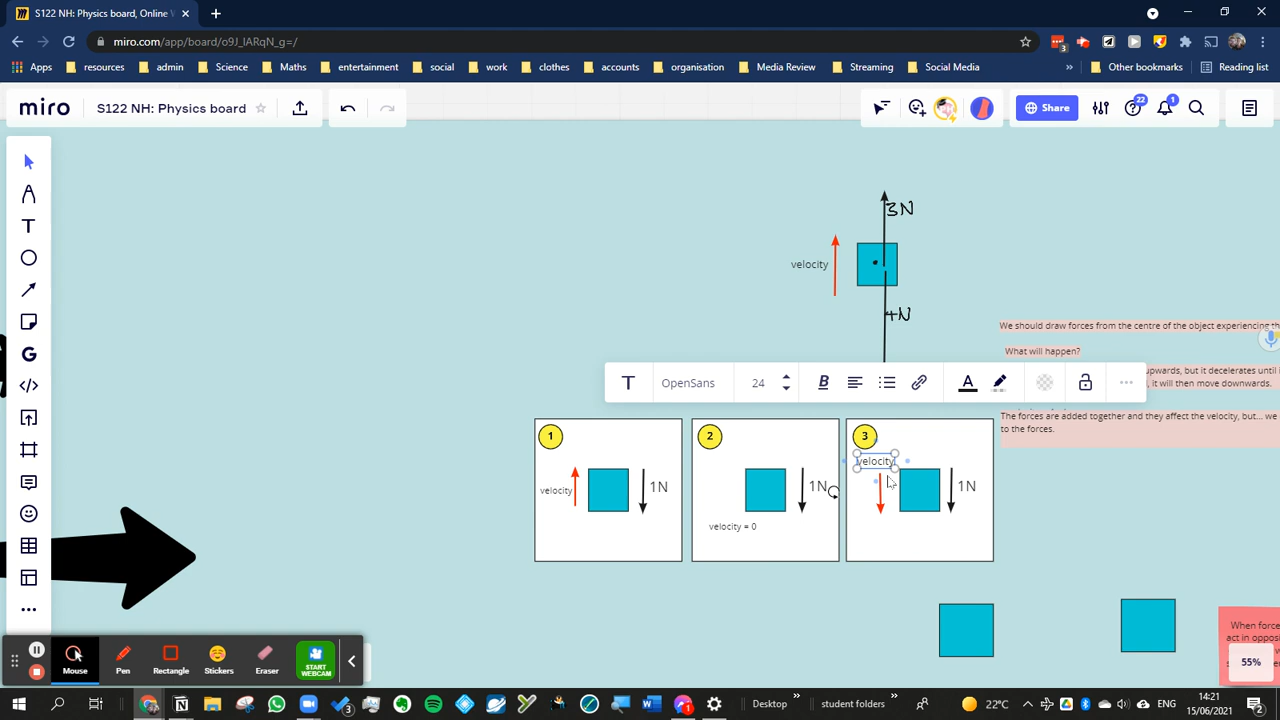 S122 NH: Physics board, Online W
miro.com/app/board/o9J_lARqN_g=/
3
Apps
resources
admin
Science
Maths
entertainment
social
work
clothes
accounts
organisation
Media Review
Streaming
Social Media
»
Other bookmarks
Reading list
miro
S122 NH: Physics board
Share
22
1
3N
velocity
4N
We should draw forces from the centre of the object experiencing th
What will happen?
upwards, but it decelerates until i
, it will then move downwards.
The forces are added together and they affect the velocity, but... we
to the forces.
T
OpenSans
24
B
A
1
velocity
1N
2
1N
velocity = 0
3
velocity
1N
When force
act in opposi
55%
Mouse
Pen
Rectangle
Stickers
Eraser
START
WEBCAM
Desktop
»
student folders
»
22°C
ENG
14:21
15/06/2021
2